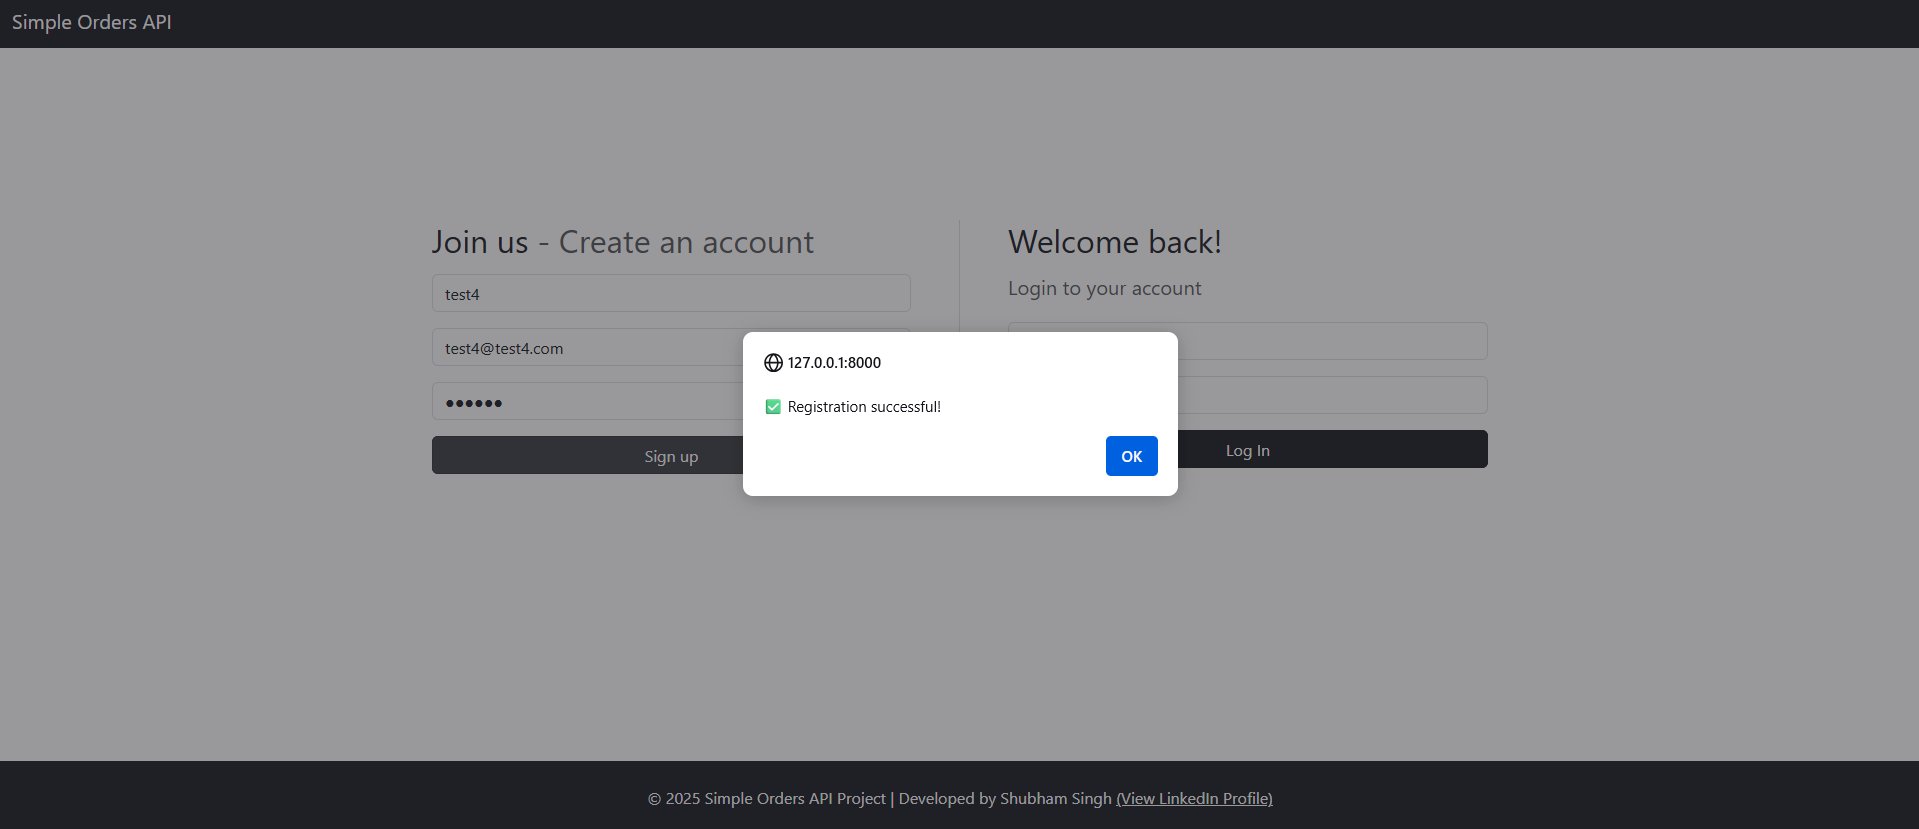 Simple Orders API
Join us - Create an account
test4
test4@test4.com
••••••
Sign up
Welcome back!
Login to your account
Log In
127.0.0.1:8000
✅ Registration successful!
OK
© 2025 Simple Orders API Project | Developed by Shubham Singh (View LinkedIn Profile)